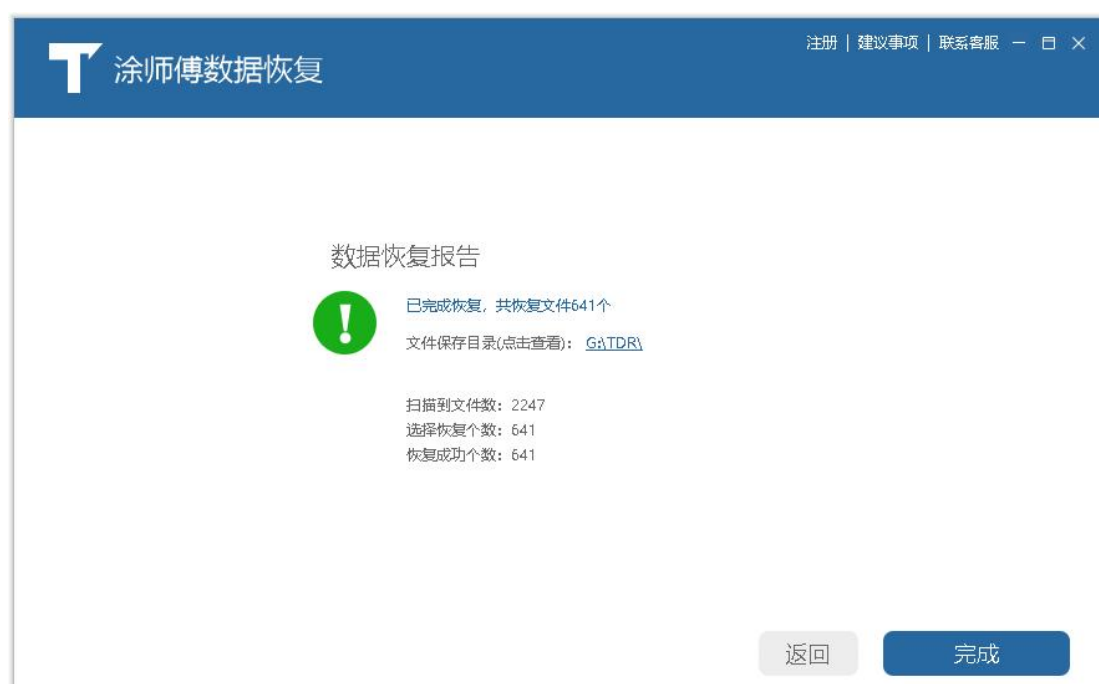 涂师傅数据恢复
注册 | 建议事项 | 联系客服
数据恢复报告
已完成恢复, 共恢复文件641个
文件保存目录(点击查看): G:\TDR\
扫描到文件数: 2247
选择恢复个数: 641
恢复成功个数: 641
返回
完成